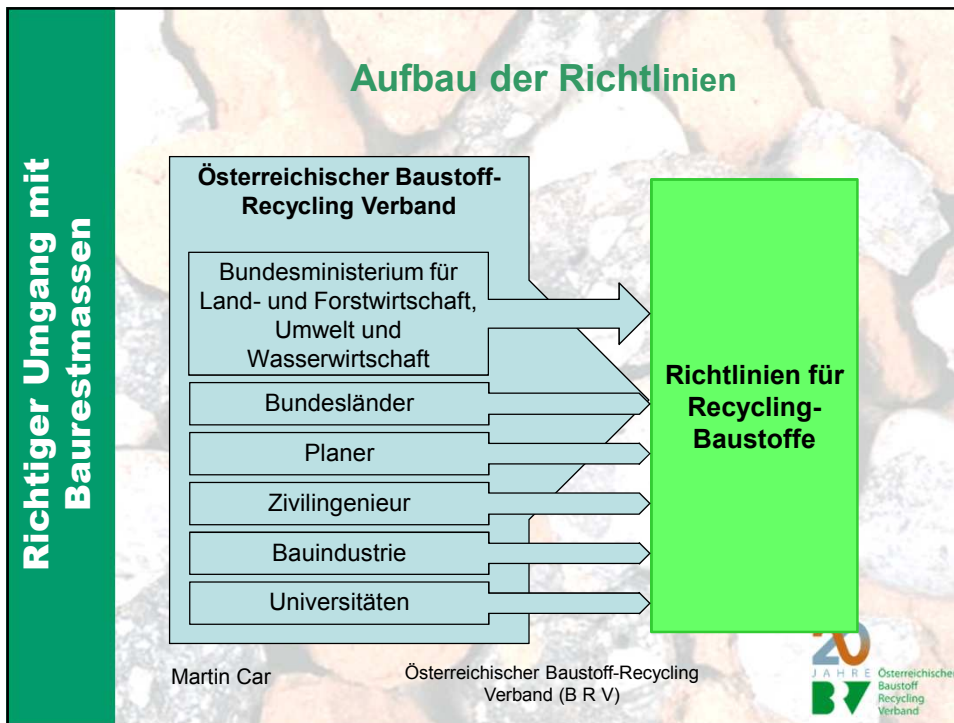 Richtiger Umgang mit
Baurestmassen
Aufbau der Richtlinien
Österreichischer Baustoff-
Recycling Verband
Bundesministerium für
Land- und Forstwirtschaft,
Umwelt und
Wasserwirtschaft
Bundesländer
Planer
Zivilingenieur
Bauindustrie
Universitäten
Richtlinien für
Recycling-
Baustoffe
Martin Car
Österreichischer Baustoff-Recycling
Verband (B R V)
20
JAHRE
BV
Österreichischer
Baustoff
Recycling
Verband